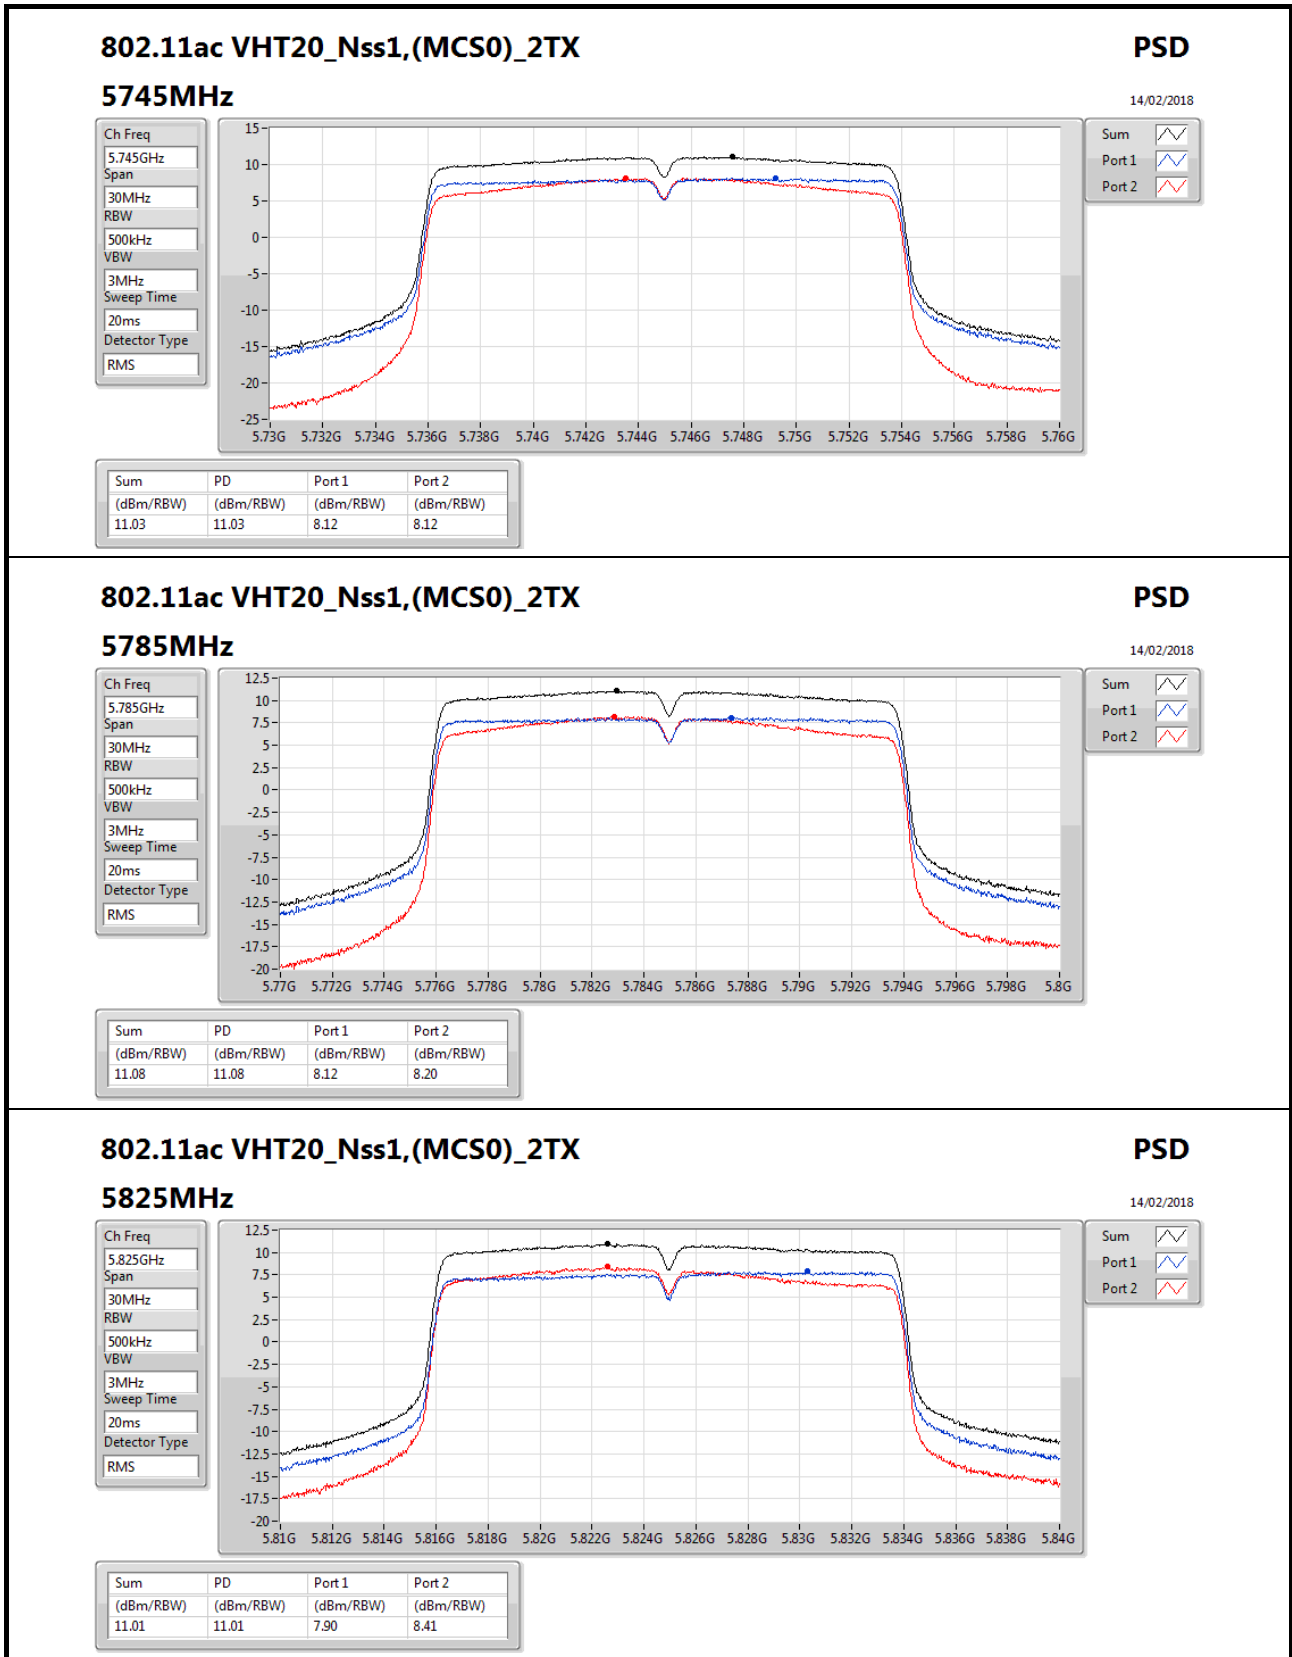 802.11ac VHT20_Nss1,(MCS0)_2TX PSD
5745MHz 14/02/2018
Ch Freq
5.745GHz
Span
30MHz
RBW
500kHz
VBW
3MHz
Sweep Time
20ms
Detector Type
RMS
15
10
5
0
-5
-10
-15
-20
-25
5.73G 5.732G 5.734G 5.736G 5.738G 5.74G 5.742G 5.744G 5.746G 5.748G 5.75G 5.752G 5.754G 5.756G 5.758G 5.76G
Sum
Port 1
Port 2
Sum PD Port 1 Port 2
(dBm/RBW) (dBm/RBW) (dBm/RBW) (dBm/RBW)
11.03 11.03 8.12 8.12
802.11ac VHT20_Nss1,(MCS0)_2TX PSD
5785MHz 14/02/2018
Ch Freq
5.785GHz
Span
30MHz
RBW
500kHz
VBW
3MHz
Sweep Time
20ms
Detector Type
RMS
12.5
10
7.5
5
2.5
0
-2.5
-5
-7.5
-10
-12.5
-15
-17.5
-20
5.77G 5.772G 5.774G 5.776G 5.778G 5.78G 5.782G 5.784G 5.786G 5.788G 5.79G 5.792G 5.794G 5.796G 5.798G 5.8G
Sum
Port 1
Port 2
Sum PD Port 1 Port 2
(dBm/RBW) (dBm/RBW) (dBm/RBW) (dBm/RBW)
11.08 11.08 8.12 8.20
802.11ac VHT20_Nss1,(MCS0)_2TX PSD
5825MHz 14/02/2018
Ch Freq
5.825GHz
Span
30MHz
RBW
500kHz
VBW
3MHz
Sweep Time
20ms
Detector Type
RMS
12.5
10
7.5
5
2.5
0
-2.5
-5
-7.5
-10
-12.5
-15
-17.5
-20
5.81G 5.812G 5.814G 5.816G 5.818G 5.82G 5.822G 5.824G 5.826G 5.828G 5.83G 5.832G 5.834G 5.836G 5.838G 5.84G
Sum
Port 1
Port 2
Sum PD Port 1 Port 2
(dBm/RBW) (dBm/RBW) (dBm/RBW) (dBm/RBW)
11.01 11.01 7.90 8.41